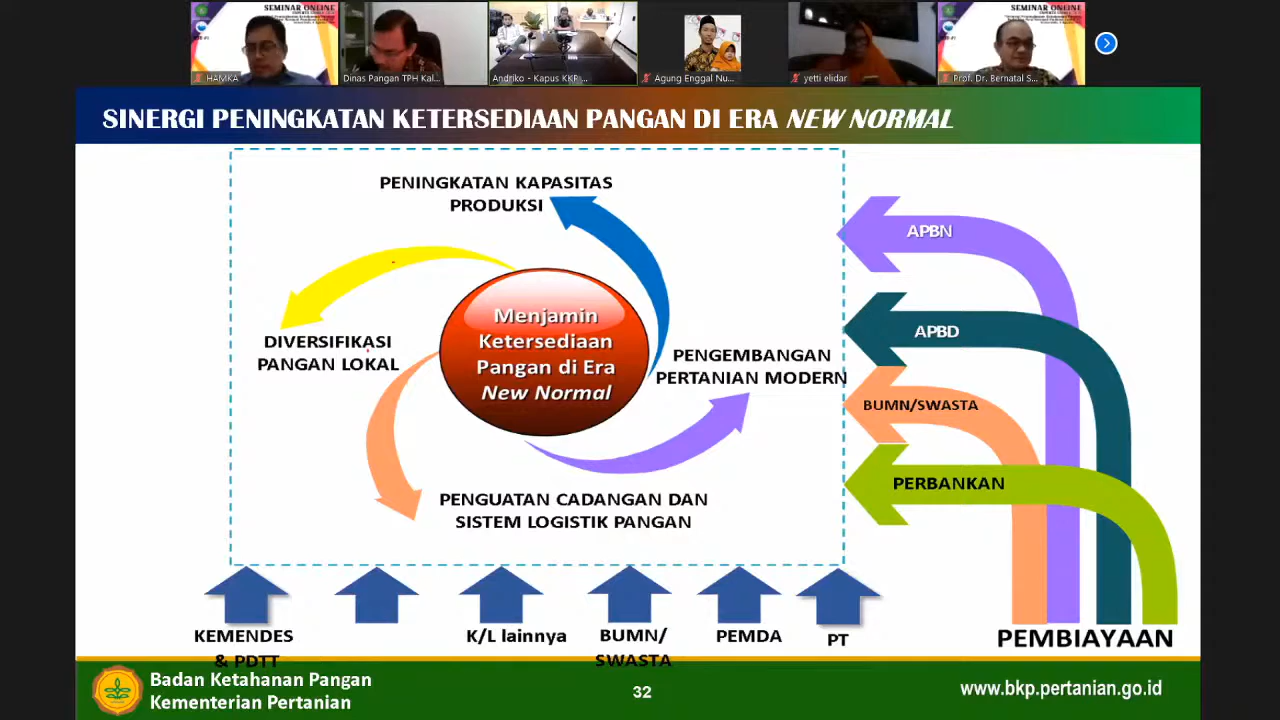 SEMINAR ONLINE
SEMINAR ONLINE
HAMKA
Dinas Pangan TPH Kal...
Andriko - Kapus KKP ...
Agung Enggal Nu...
yetti elidar
Prof. Dr. Bernatal S...
SINERGI PENINGKATAN KETERSEDIAAN PANGAN DI ERA NEW NORMAL
PENINGKATAN KAPASITAS
PRODUKSI
DIVERSIFIKASI
PANGAN LOKAL
Menjamin
Ketersediaan
Pangan di Era
New Normal
PENGEMBANGAN
PERTANIAN MODERN
PENGUATAN CADANGAN DAN
SISTEM LOGISTIK PANGAN
APBN
APBD
BUMN/SWASTA
PERBANKAN
KEMENDES
& PDTT
K/L lainnya
BUMN/
SWASTA
PEMDA
PT
PEMBIAYAAN
Badan Ketahanan Pangan
Kementerian Pertanian
32
www.bkp.pertanian.go.id